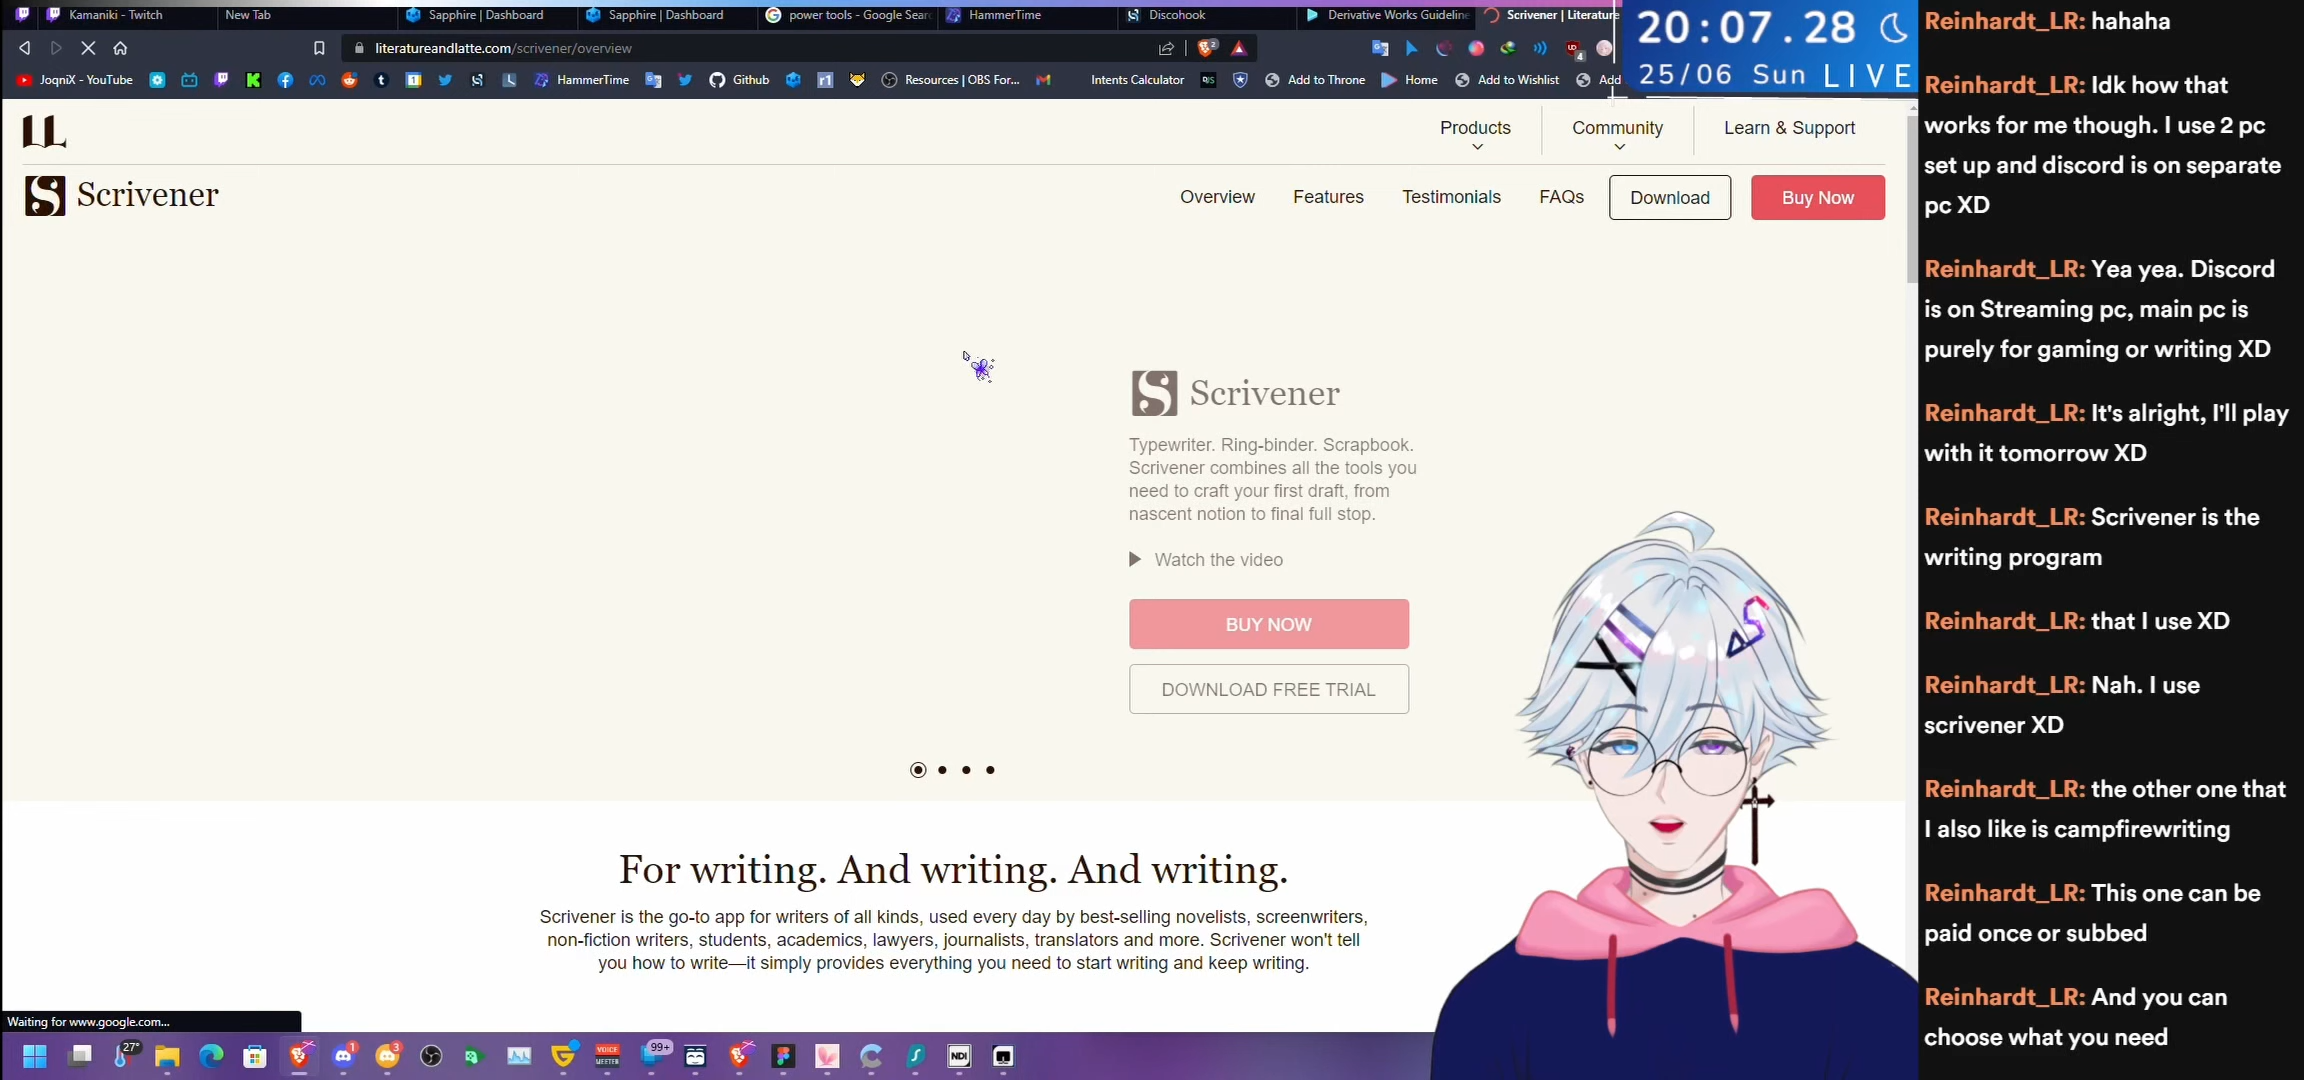 Kamaniki - Twitch
New Tab
Sapphire | Dashboard
Sapphire | Dashboard
power tools - Google Sear
HammerTime
Discohook
Derivative Works Guideline
Scrivener | Literature
literatureandlatte.com/scrivener/overview
JoqniX - YouTube
HammerTime
Github
Resources | OBS For...
Intents Calculator
Add to Throne
Home
Add to Wishlist
Add
20:07.28
25/06 Sun LIVE
LL
Products
Community
Learn & Support
Scrivener
Overview
Features
Testimonials
FAQs
Download
Buy Now
Scrivener
Typewriter. Ring-binder. Scrapbook.
Scrivener combines all the tools you
need to craft your first draft, from
nascent notion to final full stop.
Watch the video
BUY NOW
DOWNLOAD FREE TRIAL
For writing. And writing. And writing.
Scrivener is the go-to app for writers of all kinds, used every day by best-selling novelists, screenwriters,
non-fiction writers, students, academics, lawyers, journalists, translators and more. Scrivener won't tell
you how to write—it simply provides everything you need to start writing and keep writing.
Waiting for www.google.com...
27°
1
3
VOICE
MEETER
99+
NDI
Reinhardt_LR: hahaha
Reinhardt_LR: Idk how that
works for me though. I use 2 pc
set up and discord is on separate
pc XD
Reinhardt_LR: Yea yea. Discord
is on Streaming pc, main pc is
purely for gaming or writing XD
Reinhardt_LR: It's alright, I'll play
with it tomorrow XD
Reinhardt_LR: Scrivener is the
writing program
Reinhardt_LR: that I use XD
Reinhardt_LR: Nah. I use
scrivener XD
Reinhardt_LR: the other one that
I also like is campfirewriting
Reinhardt_LR: This one can be
paid once or subbed
Reinhardt_LR: And you can
choose what you need